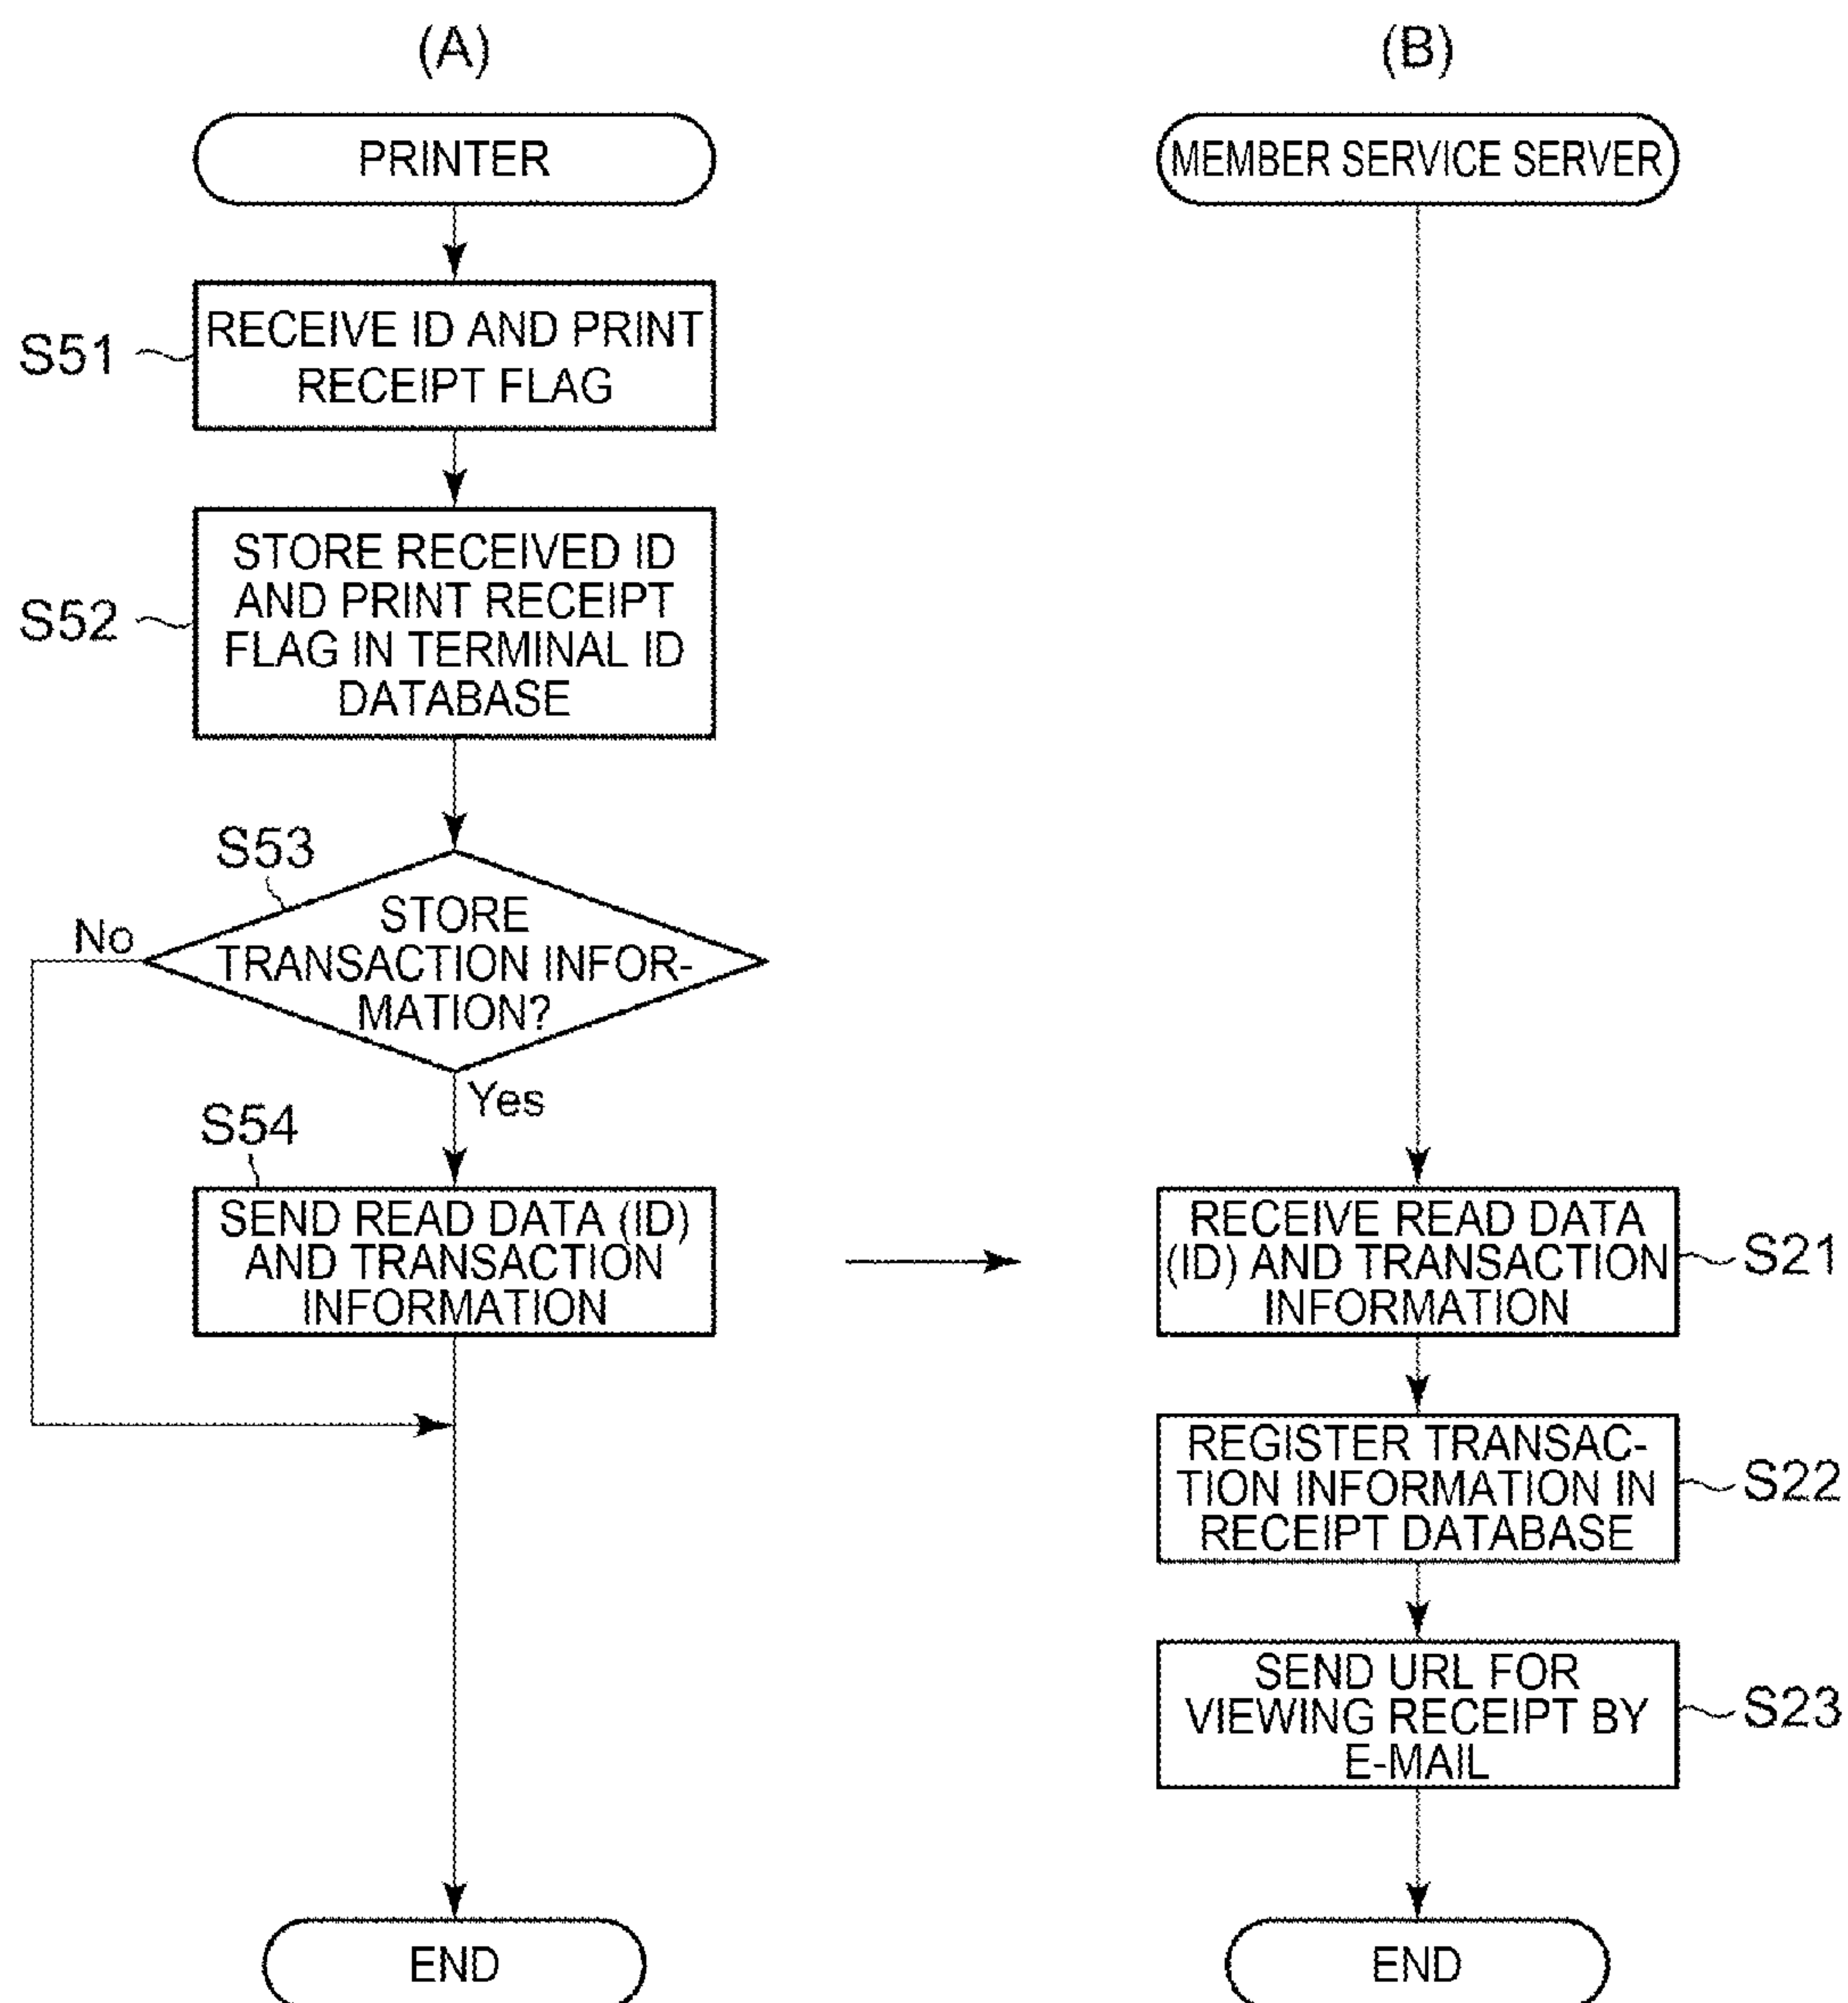 (A)
PRINTER
S51
RECEIVE ID AND PRINT
RECEIPT FLAG
S52
STORE RECEIVED ID
AND PRINT RECEIPT
FLAG IN TERMINAL ID
DATABASE
S53
STORE
TRANSACTION INFOR-
MATION?
No
Yes
S54
SEND READ DATA (ID)
AND TRANSACTION
INFORMATION
END
(B)
MEMBER SERVICE SERVER
RECEIVE READ DATA
(ID) AND TRANSACTION
INFORMATION
S21
REGISTER TRANSAC-
TION INFORMATION IN
RECEIPT DATABASE
S22
SEND URL FOR
VIEWING RECEIPT BY
E-MAIL
S23
END